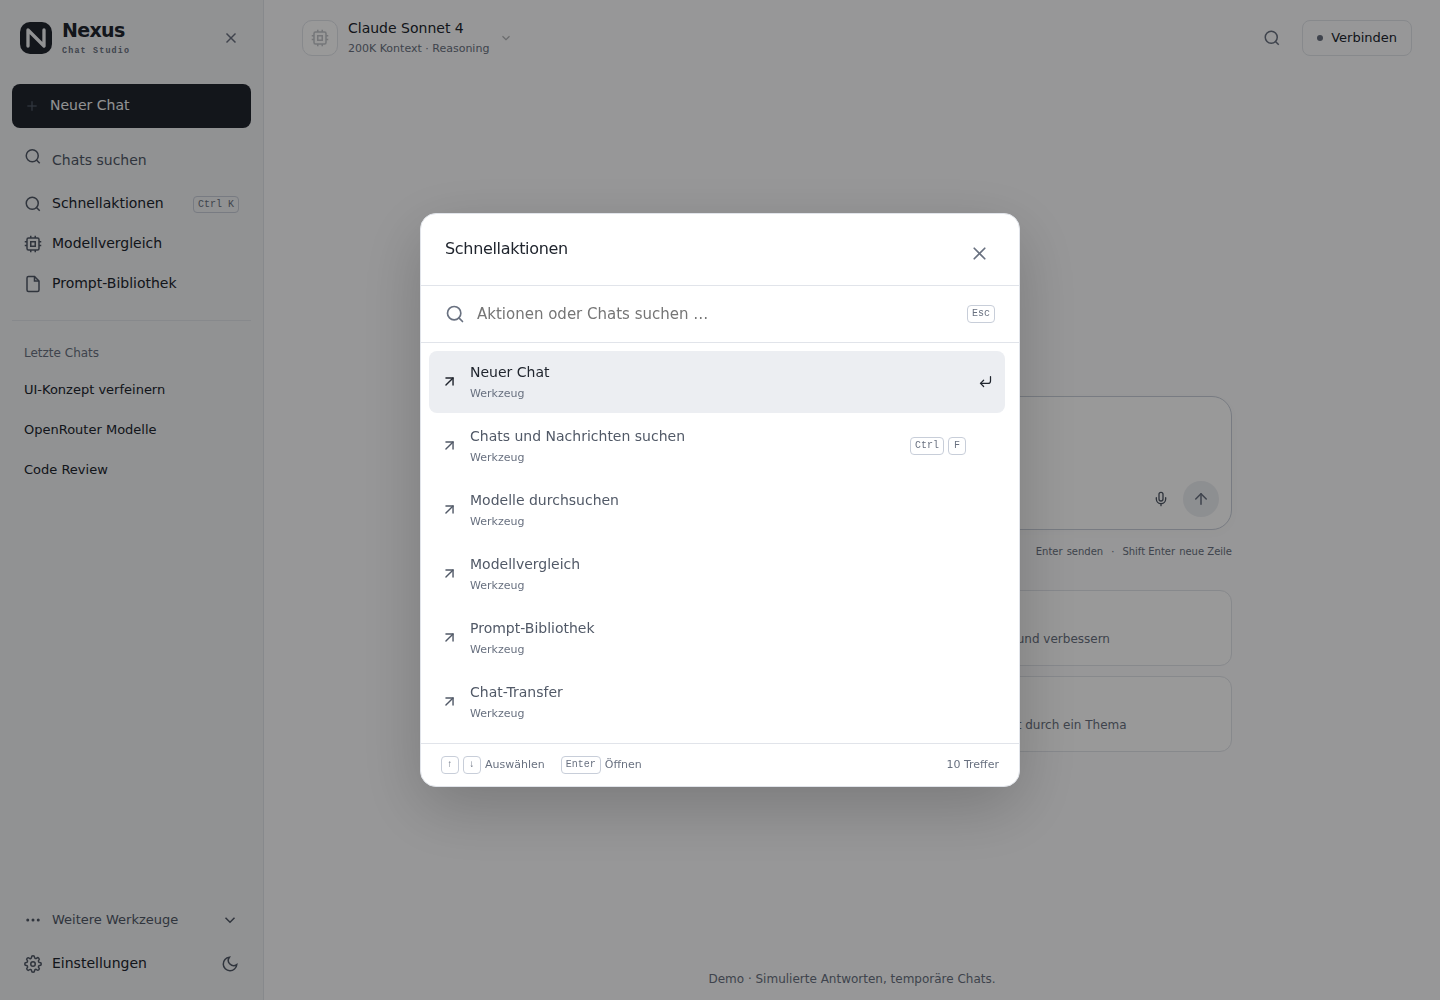 Nexus
Chat Studio
Neuer Chat
Chats suchen
Schnellaktionen
Ctrl K
Modellvergleich
Prompt-Bibliothek
Letzte Chats
UI-Konzept verfeinern
OpenRouter Modelle
Code Review
Weitere Werkzeuge
Einstellungen
Claude Sonnet 4
200K Kontext · Reasoning
Verbinden
Schnellaktionen
Aktionen oder Chats suchen …
Esc
Neuer Chat
Werkzeug
Chats und Nachrichten suchen
Werkzeug
Ctrl F
Modelle durchsuchen
Werkzeug
Modellvergleich
Werkzeug
Prompt-Bibliothek
Werkzeug
Chat-Transfer
Werkzeug
↑ ↓ Auswählen Enter Öffnen
10 Treffer
Enter senden · Shift Enter neue Zeile
und verbessern
durch ein Thema
Demo · Simulierte Antworten, temporäre Chats.